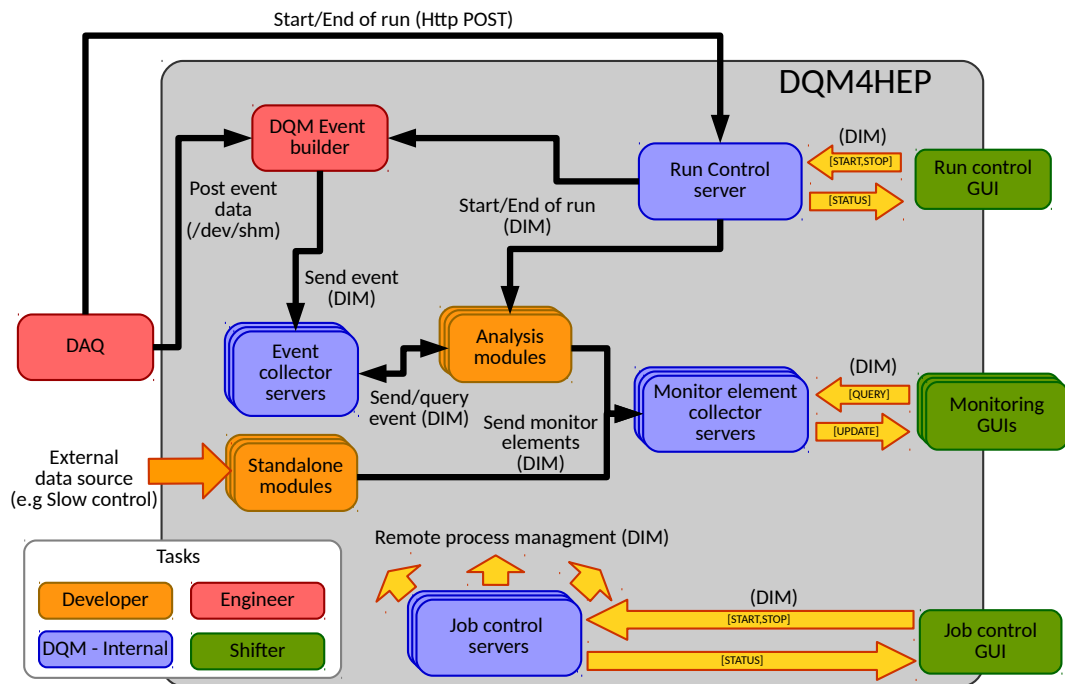 Start/End of run (Http POST)
DQM4HEP
DQM Event
builder
(DIM)
[START,STOP]
Run Control
server
Run control
GUI
[STATUS]
Post event
data
(/dev/shm)
Start/End of run
(DIM)
Send event
(DIM)
DAQ
Event
collector
servers
Analysis
modules
Send/query
event (DIM)
(DIM)
[QUERY]
Monitor element
collector
servers
Monitoring
GUIs
[UPDATE]
Send monitor
elements
(DIM)
External
data source
(e.g Slow control)
Standalone
modules
Remote process managment (DIM)
Tasks
Developer
Engineer
DQM - Internal
Shifter
Job control
servers
(DIM)
[START,STOP]
[STATUS]
Job control
GUI